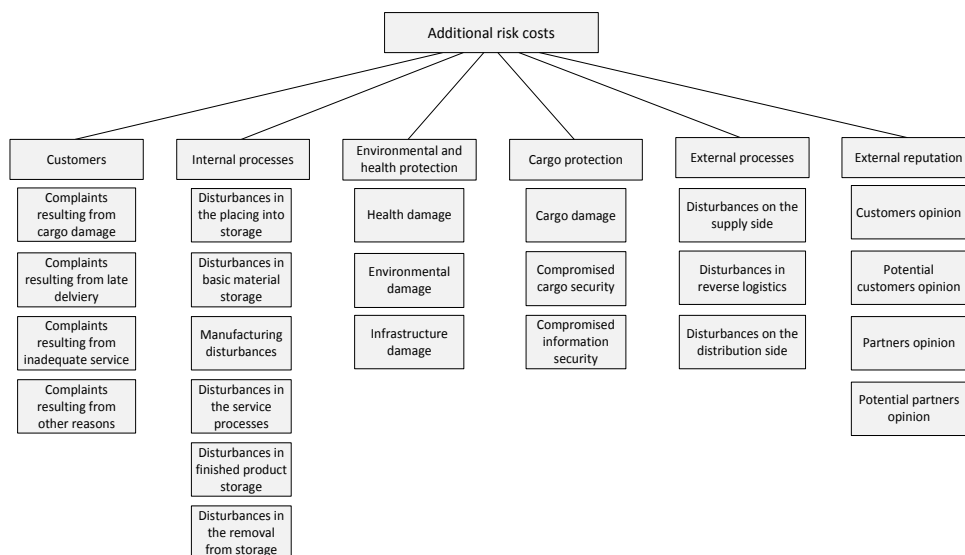 Additional risk costs
Customers
Complaints
resulting from
cargo damage
Complaints
resulting from late
delviery
Complaints
resulting from
inadequate service
Complaints
resulting from
other reasons
Internal processes
Disturbances in
the placing into
storage
Disturbances in
basic material
storage
Manufacturing
disturbances
Disturbances in
the service
processes
Disturbances in
finished product
storage
Disturbances in
the removal
from storage
Environmental and
health protection
Health damage
Environmental
damage
Infrastructure
damage
Cargo protection
Cargo damage
Compromised
cargo security
Compromised
information
security
External processes
Disturbances on the
supply side
Disturbances in
reverse logistics
Disturbances on the
distribution side
External reputation
Customers opinion
Potential
customers opinion
Partners opinion
Potential partners
opinion